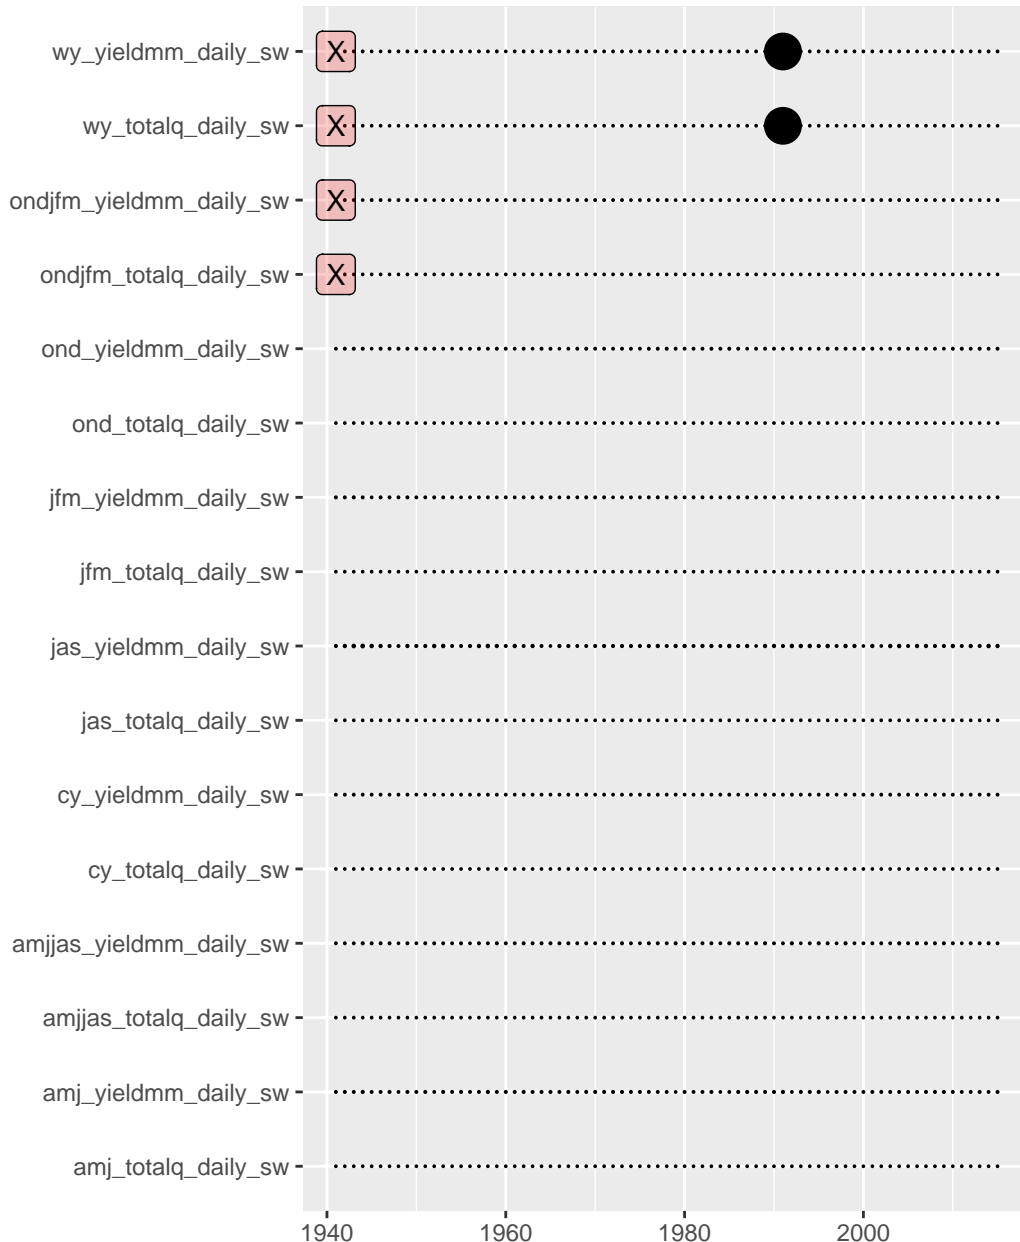 wy_yieldmm_daily_sw X
wy_totalq_daily_sw X
ondjfm_yieldmm_daily_sw X
ondjfm_totalq_daily_sw X
ond_yieldmm_daily_sw
ond_totalq_daily_sw
jfm_yieldmm_daily_sw
jfm_totalq_daily_sw
jas_yieldmm_daily_sw
jas_totalq_daily_sw
cy_yieldmm_daily_sw
cy_totalq_daily_sw
amjjas_yieldmm_daily_sw
amjjas_totalq_daily_sw
amj_yieldmm_daily_sw
amj_totalq_daily_sw
1940 1960 1980 2000